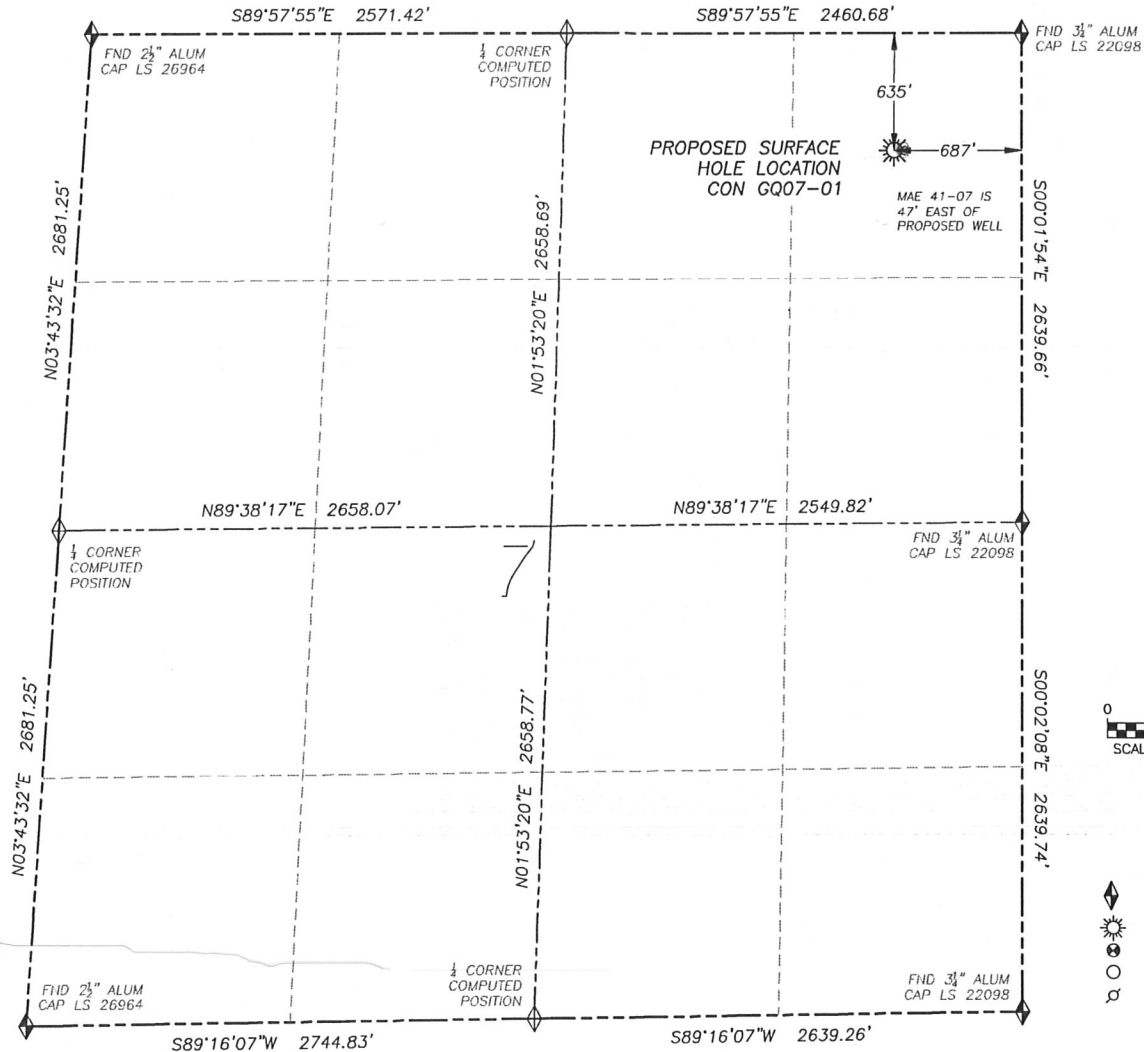 S89°57'55"E 2571.42'
S89°57'55"E 2460.68'
FND 2½" ALUM
CAP LS 26964
¼ CORNER
COMPUTED
POSITION
FND 3¼" ALUM
CAP LS 22098
635'
687'
PROPOSED SURFACE
HOLE LOCATION
CON GQ07-01
MAE 41-07 IS
47' EAST OF
PROPOSED WELL
N03°43'32"E 2681.25'
N01°53'20"E 2658.69'
S00°01'54"E 2639.66'
N89°38'17"E 2658.07'
N89°38'17"E 2549.82'
¼ CORNER
COMPUTED
POSITION
7
FND 3¼" ALUM
CAP LS 22098
N03°43'32"E 2681.25'
N01°53'20"E 2658.77'
S00°02'08"E 2639.74'
0
SCAL
FND 2½" ALUM
CAP LS 26964
¼ CORNER
COMPUTED
POSITION
FND 3¼" ALUM
CAP LS 22098
S89°16'07"W 2744.83'
S89°16'07"W 2639.26'